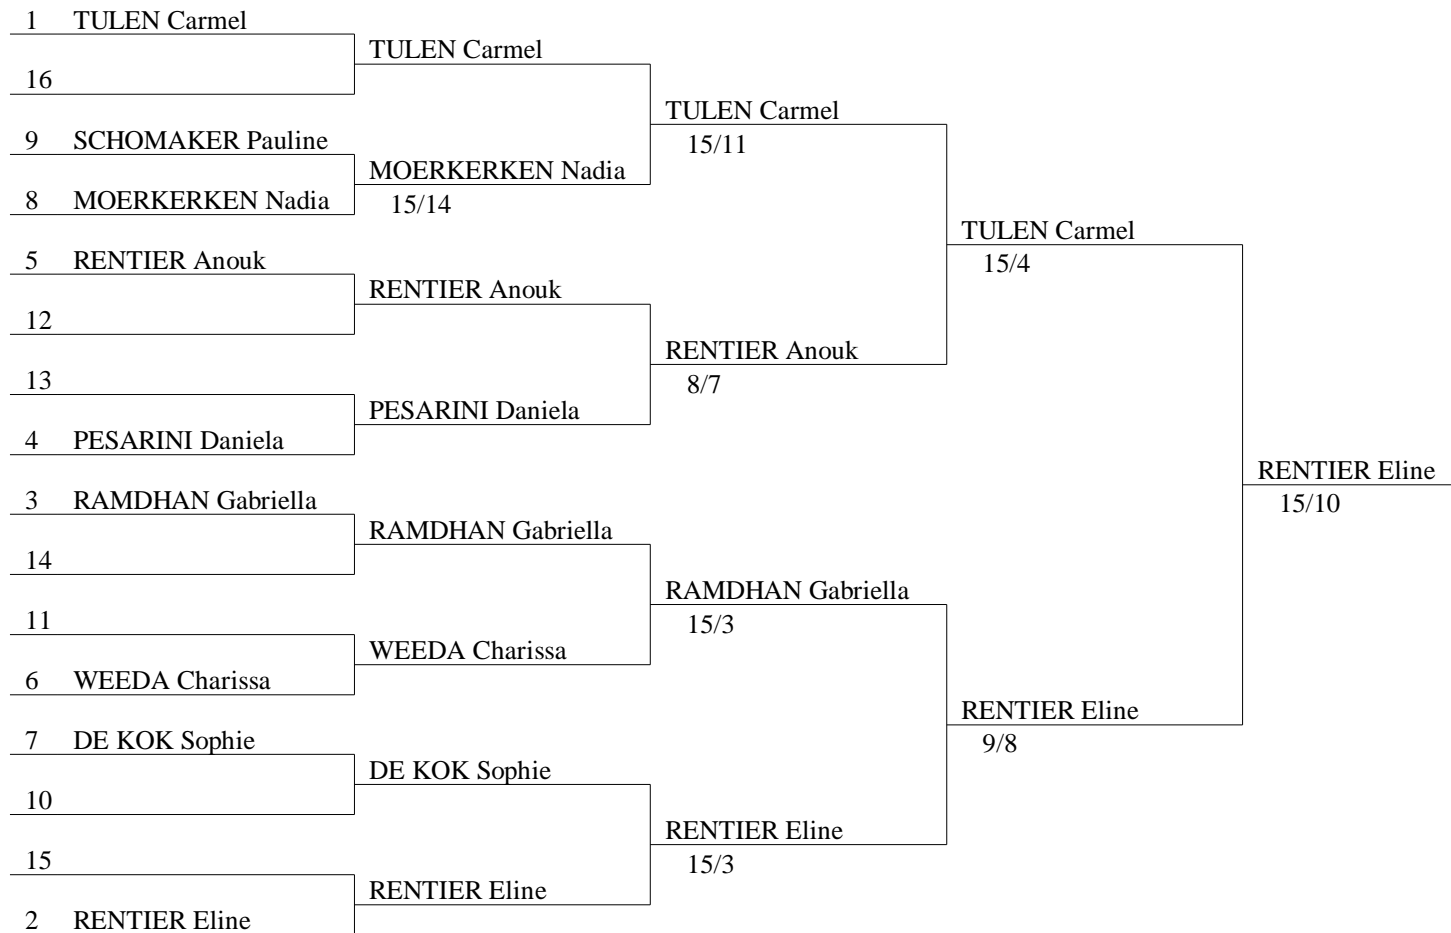 1 TULEN Carmel
16
9 SCHOMAKER Pauline
8 MOERKERKEN Nadia
5 RENTIER Anouk
12
13
4 PESARINI Daniela
3 RAMDHAN Gabriella
14
11
6 WEEDA Charissa
7 DE KOK Sophie
10
15
2 RENTIER Eline
TULEN Carmel
MOERKERKEN Nadia
15/14
RENTIER Anouk
PESARINI Daniela
RAMDHAN Gabriella
WEEDA Charissa
DE KOK Sophie
RENTIER Eline
TULEN Carmel
15/11
RENTIER Anouk
8/7
RAMDHAN Gabriella
15/3
RENTIER Eline
15/3
TULEN Carmel
15/4
RENTIER Eline
9/8
RENTIER Eline
15/10